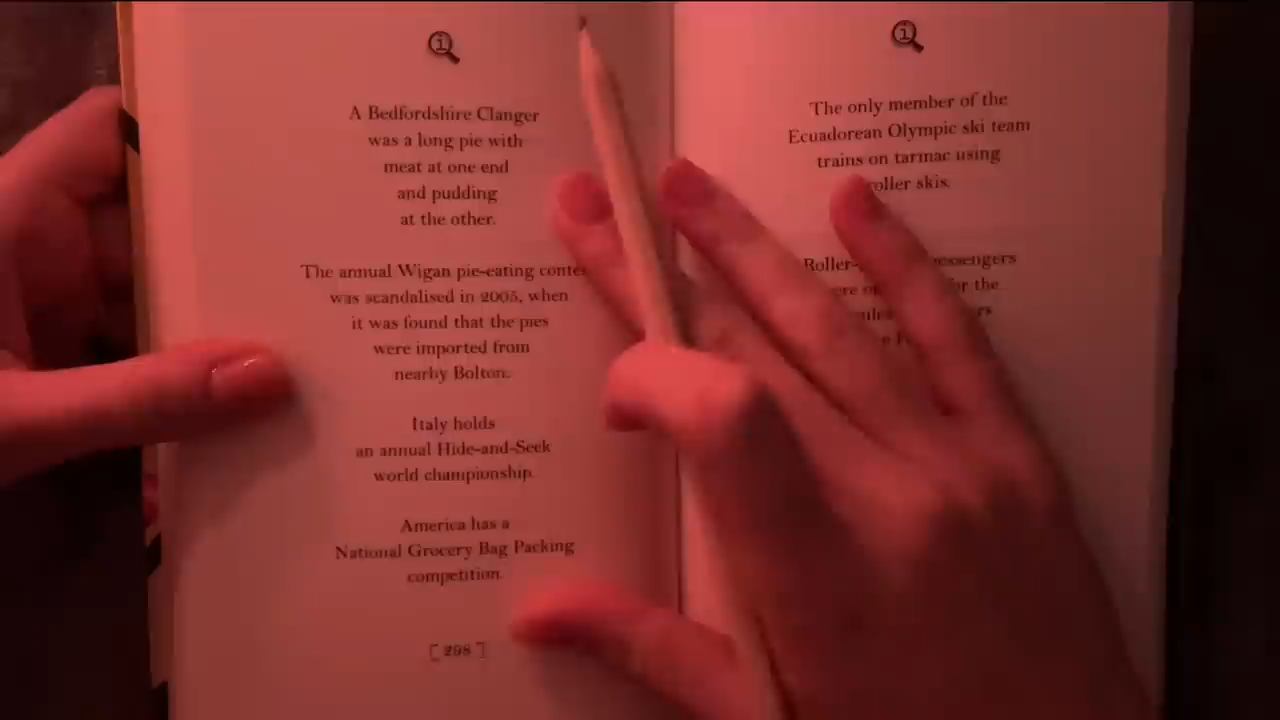 A Bedfordshire Clanger
was a long pie with
meat at one end
and pudding
at the other.
The annual Wigan pie-eating
was scandalised in 2005, when
it was found that the pies
were imported from
nearby Bolton.
Italy holds
an annual Hide-and-Seek
world championship.
America has a
National Grocery Bag Packing
competition.
[ 298 ]
The only member of the
Ecuadorean Olympic ski team
trains on tarmac using
roller skis.
the